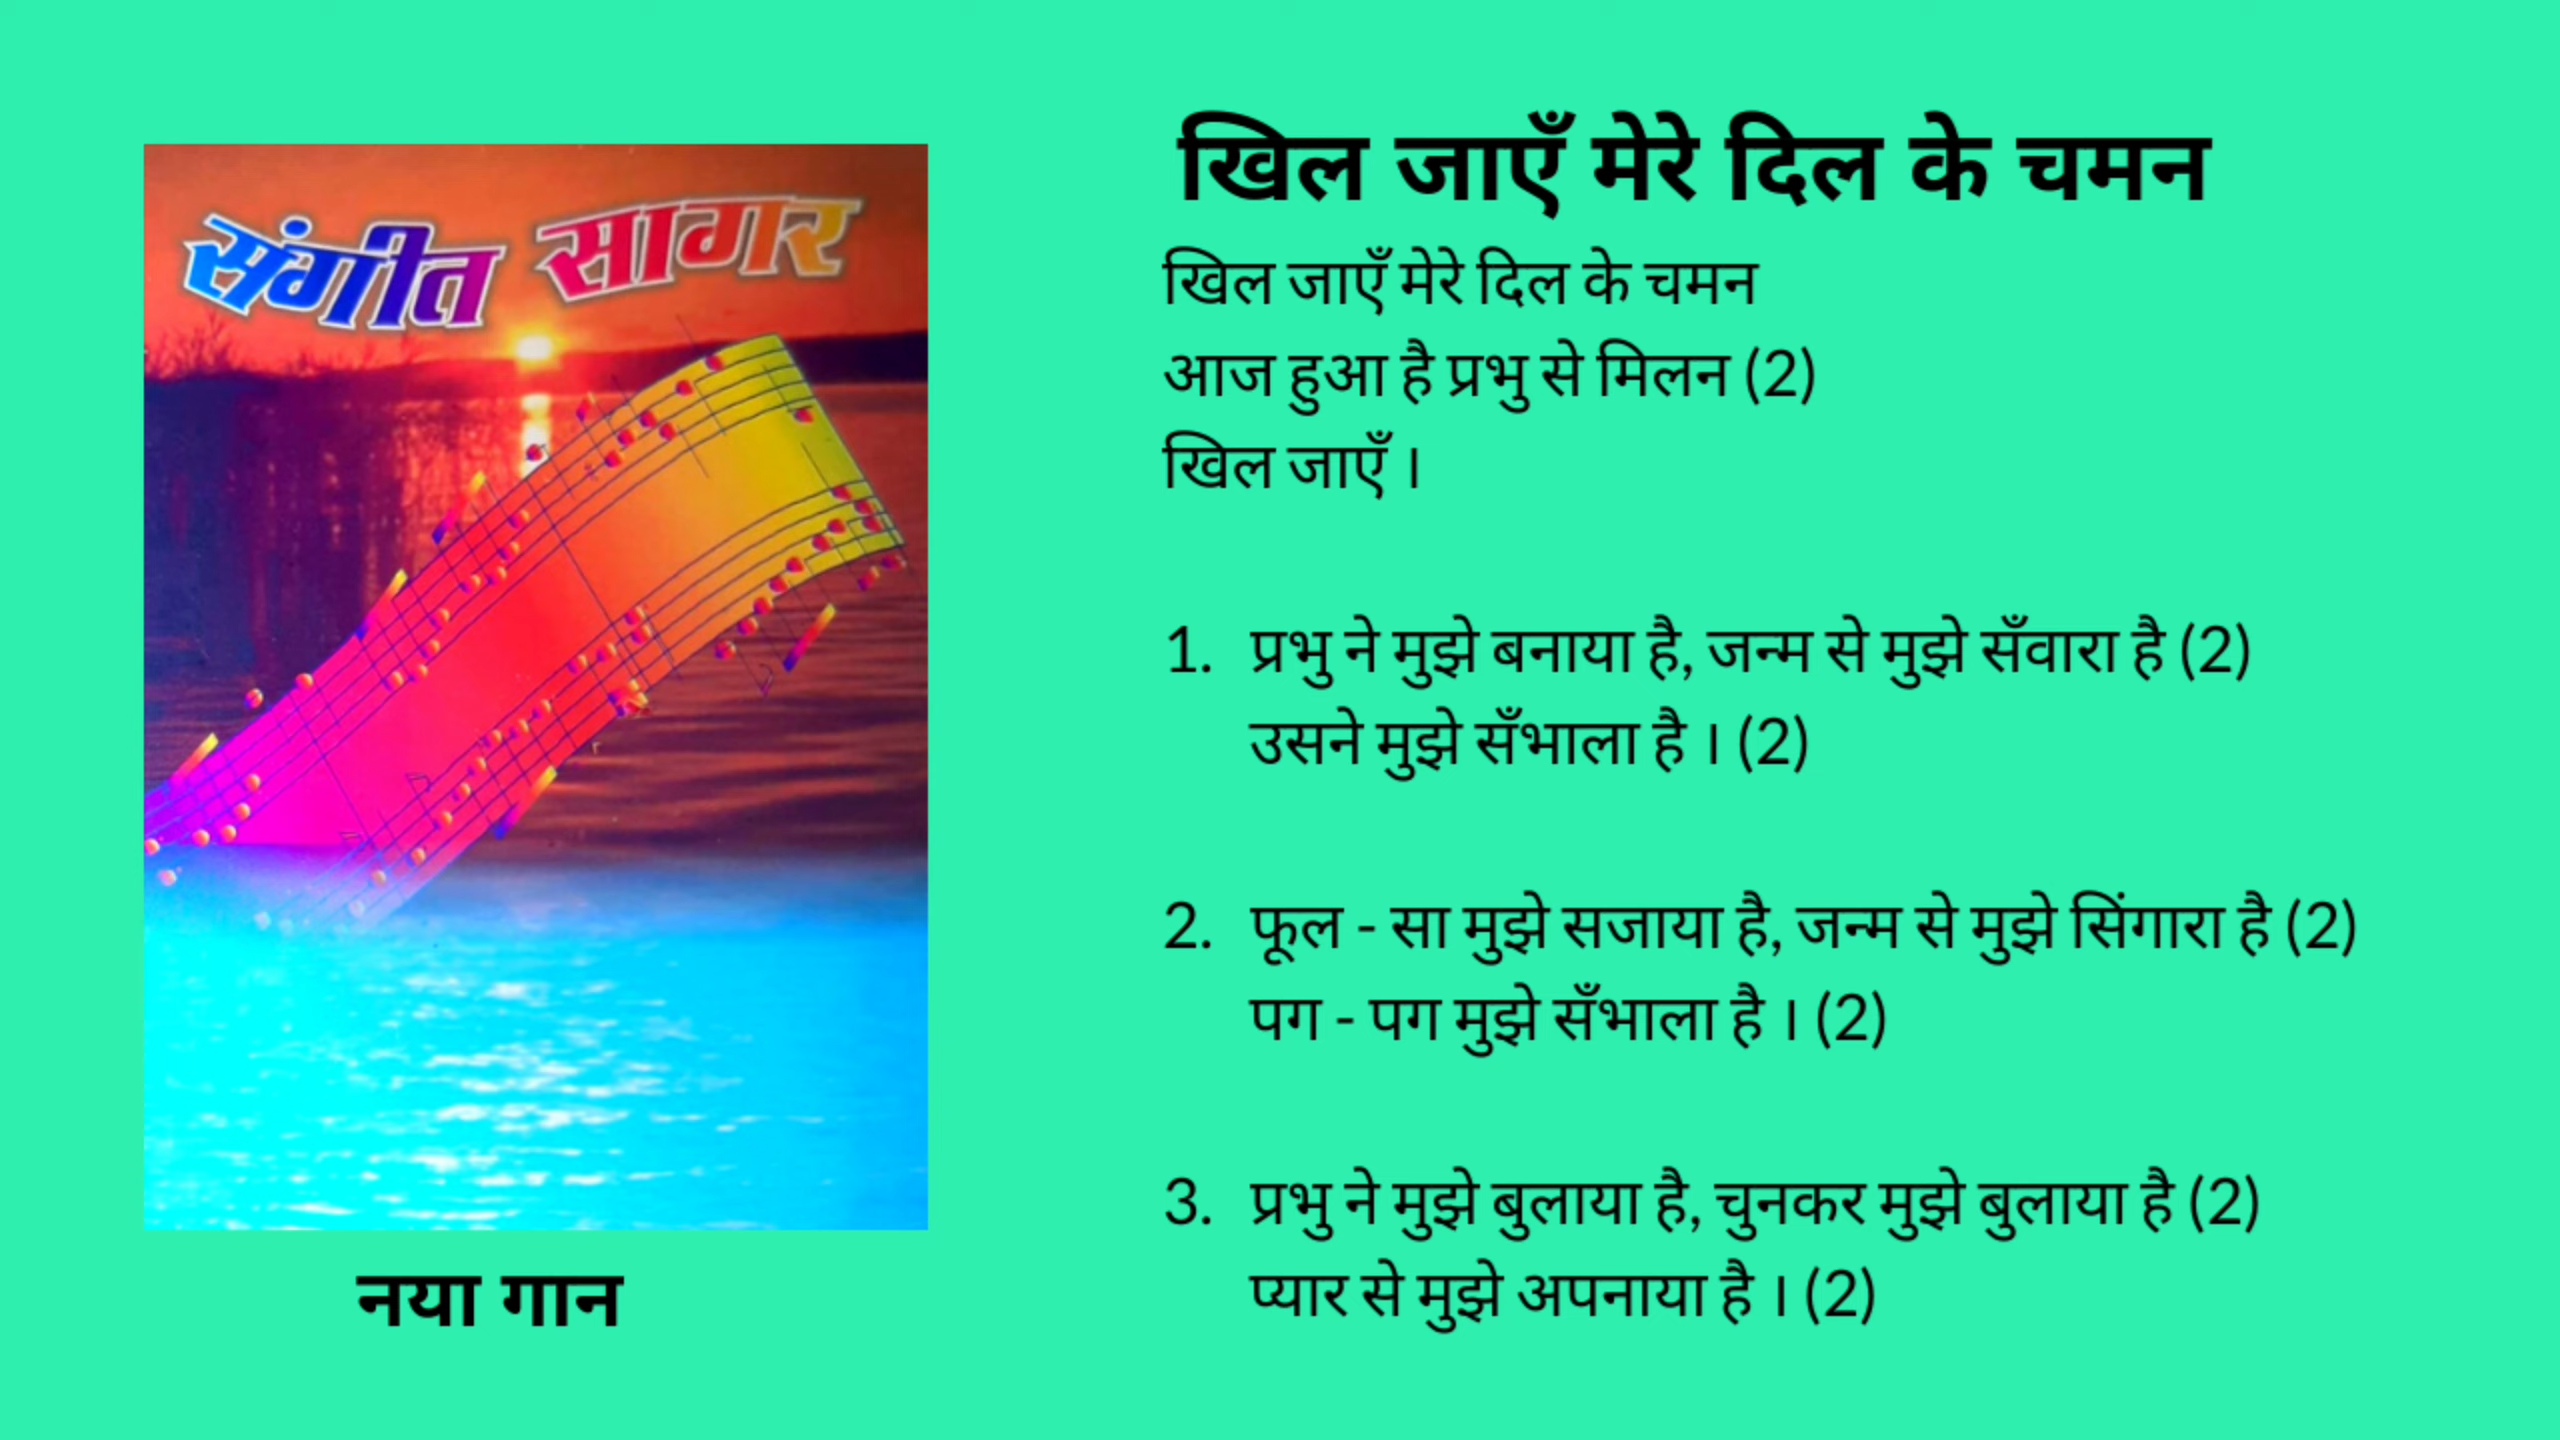 संगीत सागर
नया गान
खिल जाएँ मेरे दिल के चमन
खिल जाएँ मेरे दिल के चमन
आज हुआ है प्रभु से मिलन (2)
खिल जाएँ ।
1. प्रभु ने मुझे बनाया है, जन्म से मुझे सँवारा है (2)
उसने मुझे सँभाला है । (2)
2. फूल - सा मुझे सजाया है, जन्म से मुझे सिंगारा है (2)
पग - पग मुझे सँभाला है । (2)
3. प्रभु ने मुझे बुलाया है, चुनकर मुझे बुलाया है (2)
प्यार से मुझे अपनाया है । (2)